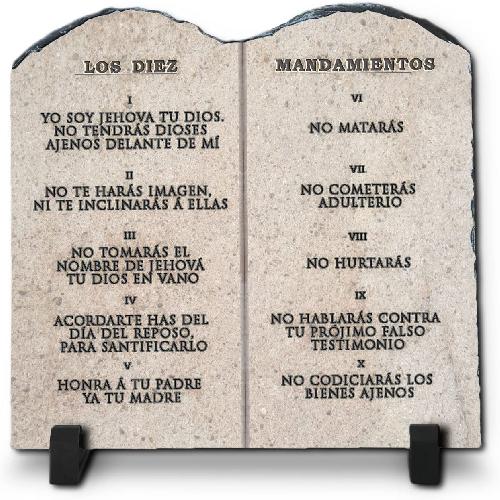 LOS DIEZ
I
YO SOY JEHOVA TU DIOS.
NO TENDRÁS DIOSES
AJENOS DELANTE DE MÍ
II
NO TE HARÁS IMAGEN,
NI TE INCLINARÁS Á ELLAS
III
NO TOMARÁS EL
NOMBRE DE JEHOVÁ
TU DIOS EN VANO
IV
ACORDARTE HAS DEL
DÍA DEL REPOSO,
PARA SANTIFICARLO
V
HONRA Á TU PADRE
YA TU MADRE
MANDAMIENTOS
VI
NO MATARÁS
VII
NO COMETERÁS
ADULTERIO
VIII
NO HURTARÁS
IX
NO HABLARÁS CONTRA
TU PRÓJIMO FALSO
TESTIMONIO
X
NO CODICIARÁS LOS
BIENES AJENOS